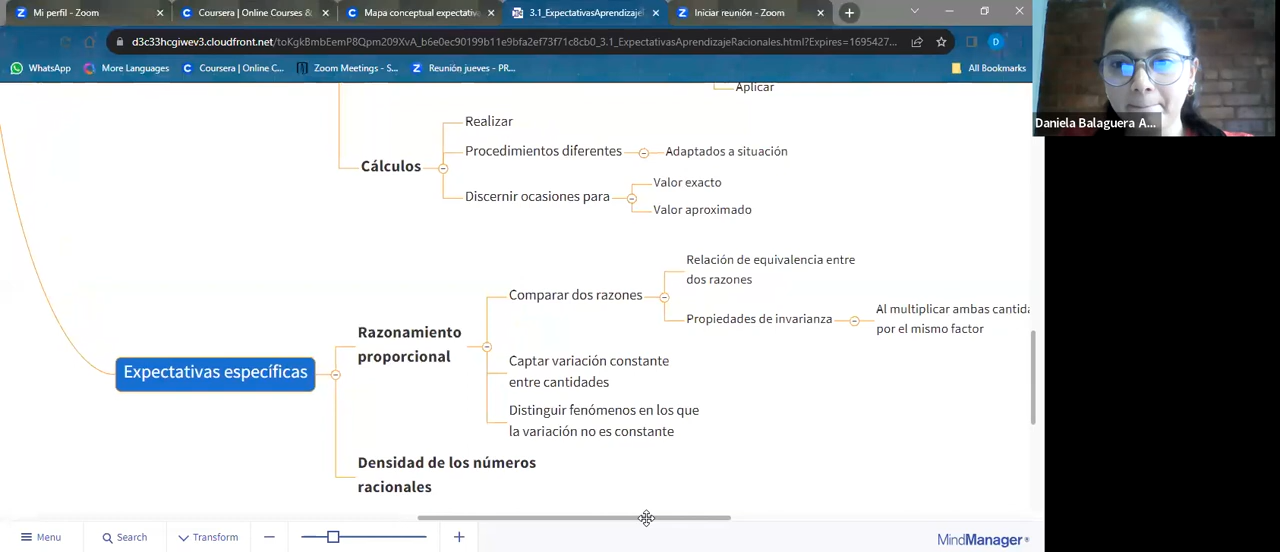 Mi perfil - Zoom
Coursera | Online Courses &
Mapa conceptual expectativ
3.1_ExpectativasAprendizaje
Iniciar reunión - Zoom
d3c33hcgiwev3.cloudfront.net/toKgkBmbEemP8Qpm209XvA_b6e0ec90199b11e9bfa2ef73f71c8cb0_3.1_ExpectativasAprendizajeRacionales.html?Expires=1695427...
D
WhatsApp
More Languages
Coursera | Online C...
Zoom Meetings - S...
Reunión jueves - PR...
All Bookmarks
Daniela Balaguera A...
Aplicar
Realizar
Cálculos
Procedimientos diferentes
Adaptados a situación
Discernir ocasiones para
Valor exacto
Valor aproximado
Relación de equivalencia entre
dos razones
Comparar dos razones
Propiedades de invarianza
Al multiplicar ambas cantida
por el mismo factor
Razonamiento
proporcional
Captar variación constante
entre cantidades
Expectativas específicas
Distinguir fenómenos en los que
la variación no es constante
Densidad de los números
racionales
Menu
Search
Transform
MindManager®